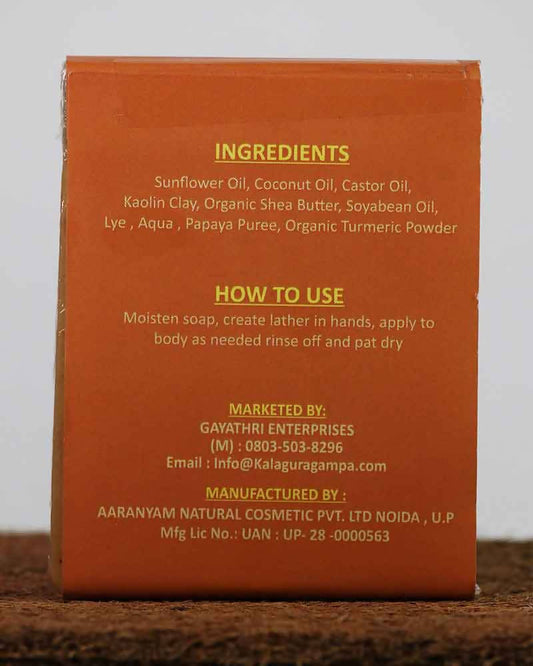 INGREDIENTS
Sunflower Oil, Coconut Oil, Castor Oil,
Kaolin Clay, Organic Shea Butter, Soyabean Oil,
Lye , Aqua , Papaya Puree, Organic Turmeric Powder
HOW TO USE
Moisten soap, create lather in hands, apply to
body as needed rinse off and pat dry
MARKETED BY:
GAYATHRI ENTERPRISES
(M) : 0803-503-8296
Email : Info@Kalaguragampa.com
MANUFACTURED BY :
AARANYAM NATURAL COSMETIC PVT. LTD NOIDA , U.P
Mfg Lic No.: UAN : UP- 28 -0000563